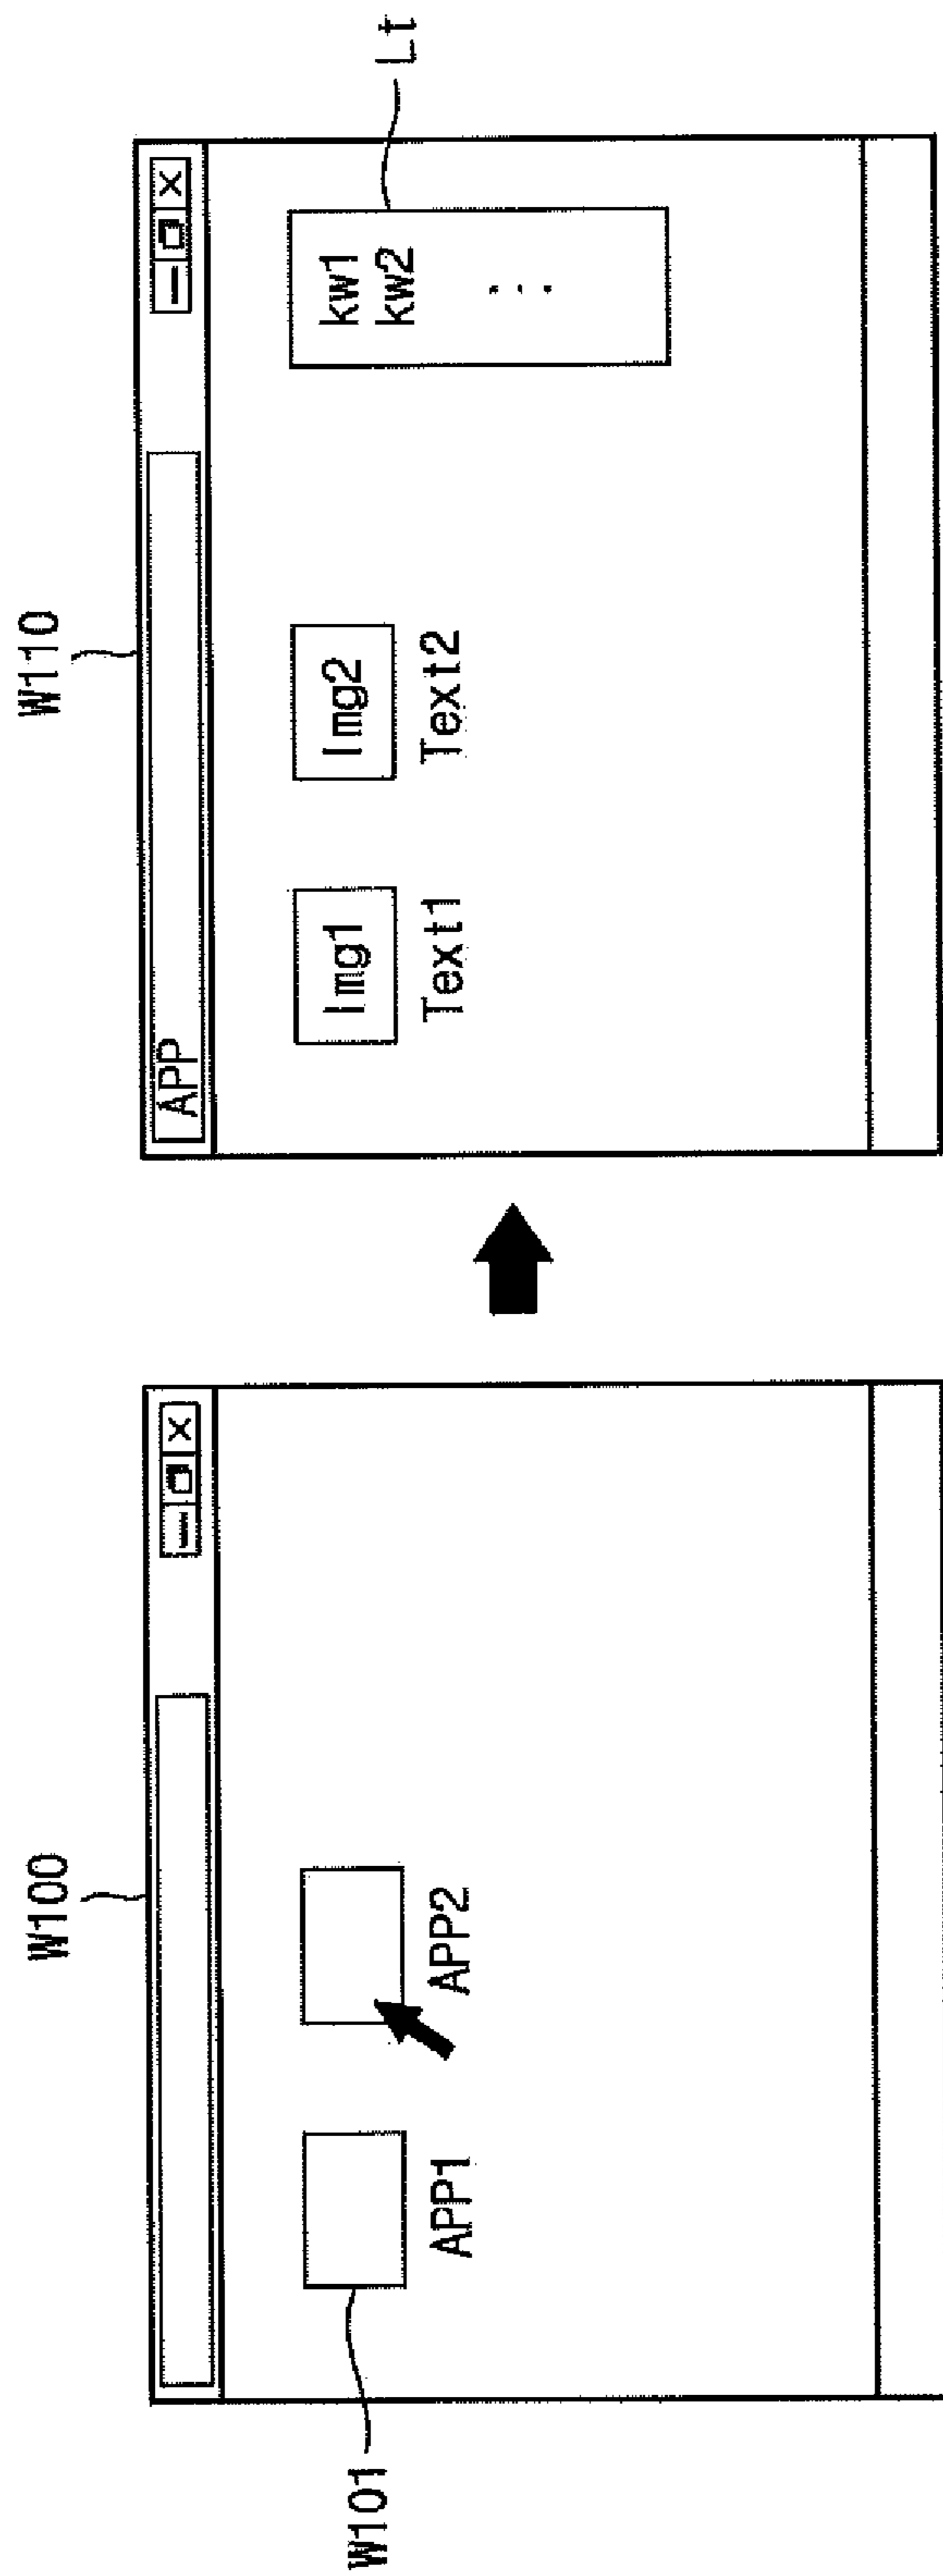 W100
W101
APP1
APP2
W110
APP
Img1
Img2
Text1
Text2
kw1
kw2
Lt